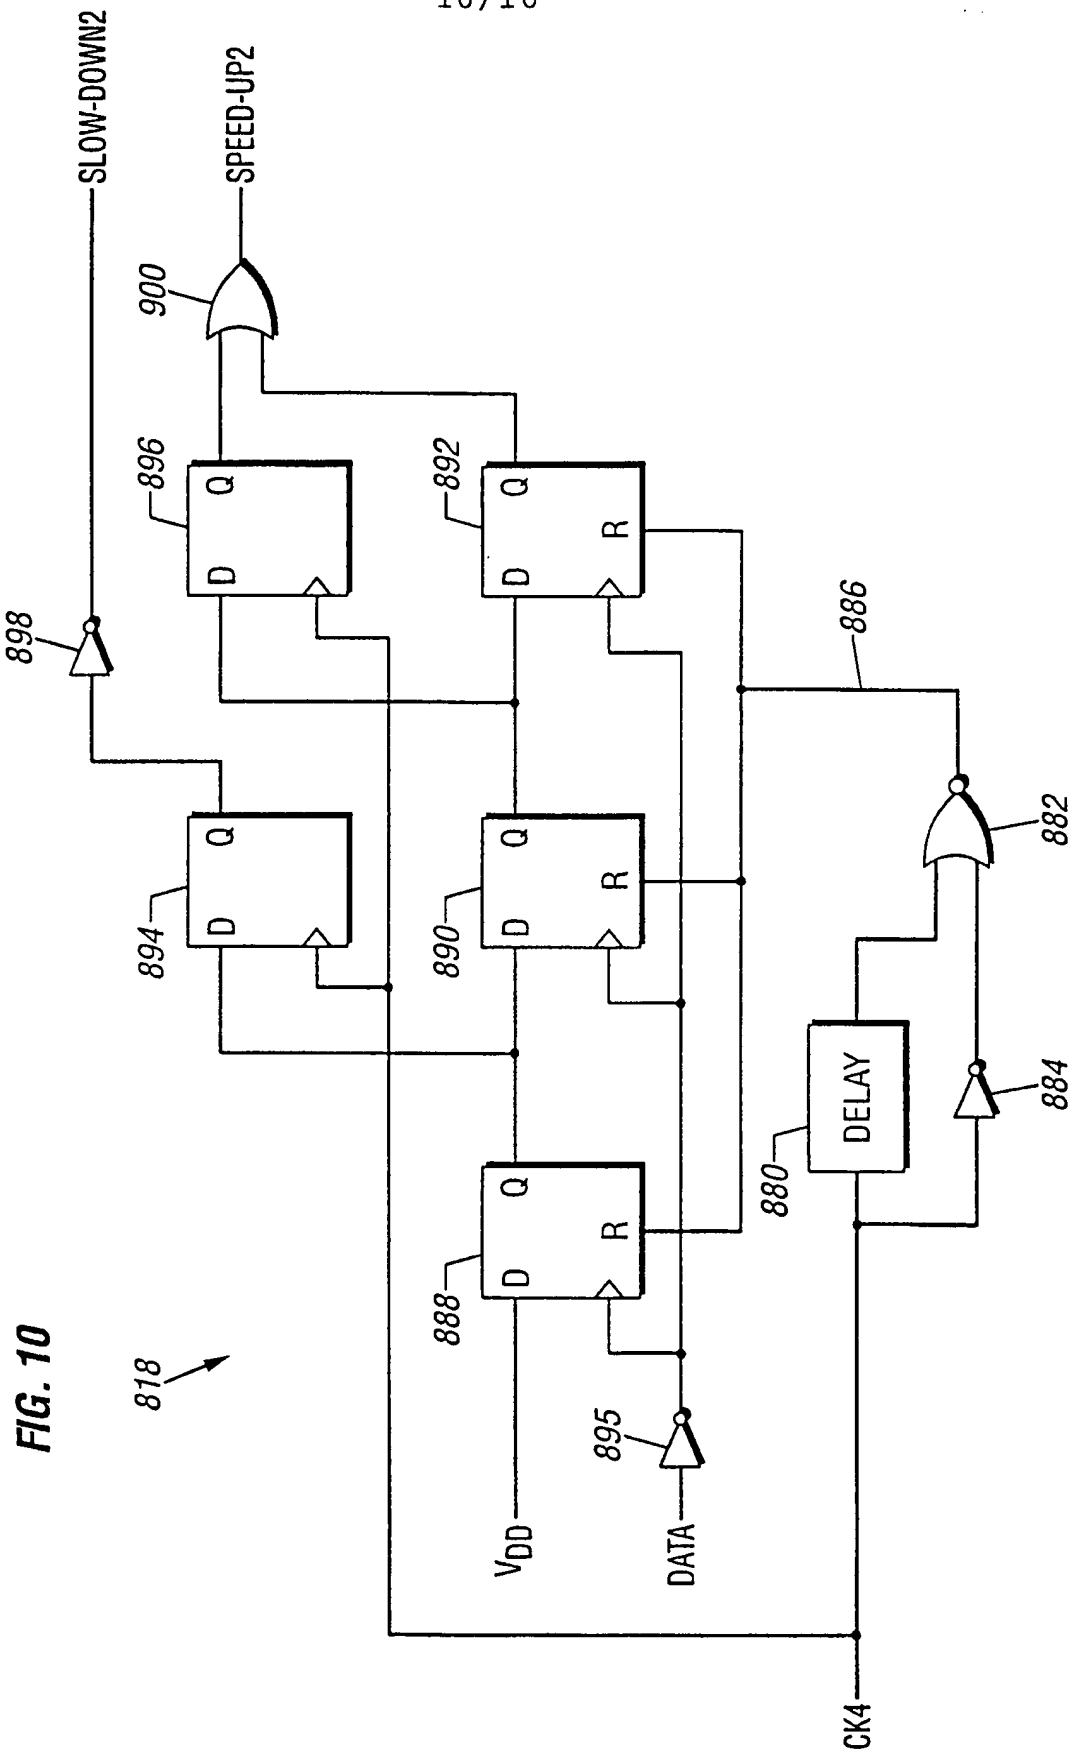 FIG. 10
818
SLOW-DOWN2
898
SPEED-UP2
900
894
D
Q
896
D
Q
888
D
Q
R
890
D
Q
R
892
D
Q
R
VDD
DATA
895
886
880
DELAY
882
884
CK4